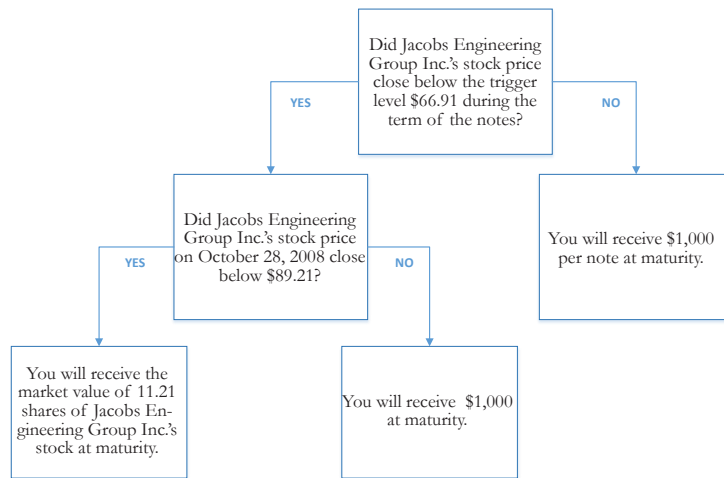 Did Jacobs Engineering
Group Inc.'s stock price
close below the trigger
level $66.91 during the
term of the notes?
YES
NO
Did Jacobs Engineering
Group Inc.'s stock price
on October 28, 2008 close
below $89.21?
You will receive $1,000
per note at maturity.
YES
NO
You will receive the
market value of 11.21
shares of Jacobs En-
gineering Group Inc.'s
stock at maturity.
You will receive $1,000
at maturity.